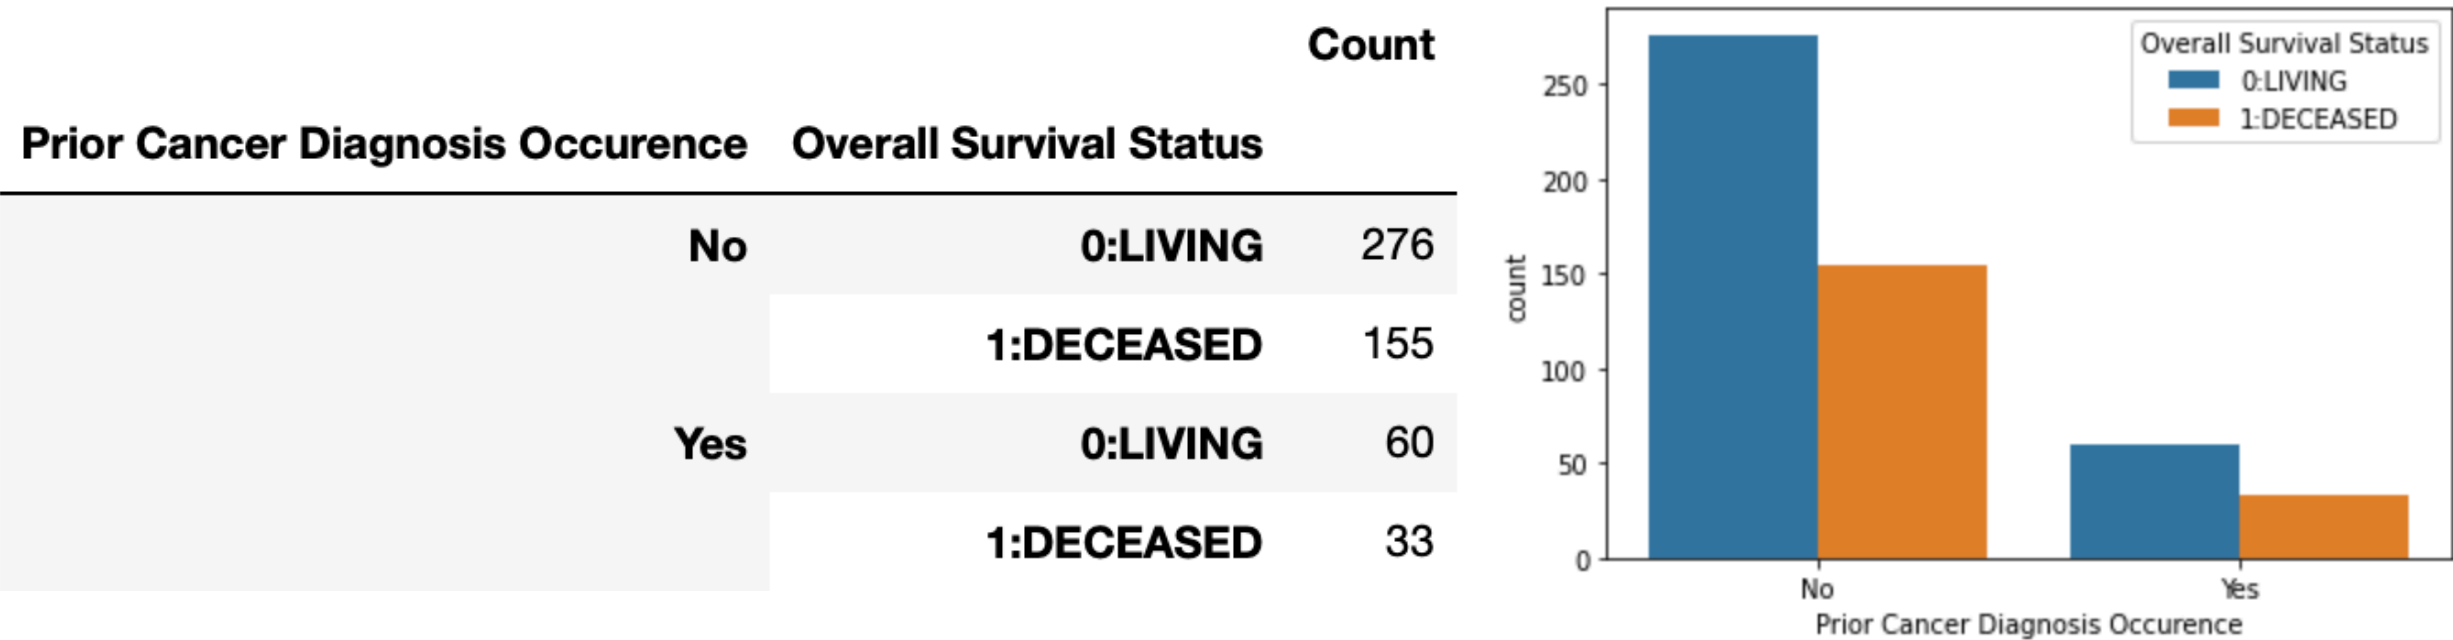 Count
Prior Cancer Diagnosis Occurence Overall Survival Status
No 0:LIVING 276
1:DECEASED 155
Yes 0:LIVING 60
1:DECEASED 33
Overall Survival Status
0:LIVING
1:DECEASED
250
200
150
100
50
0
count
No Yes
Prior Cancer Diagnosis Occurence